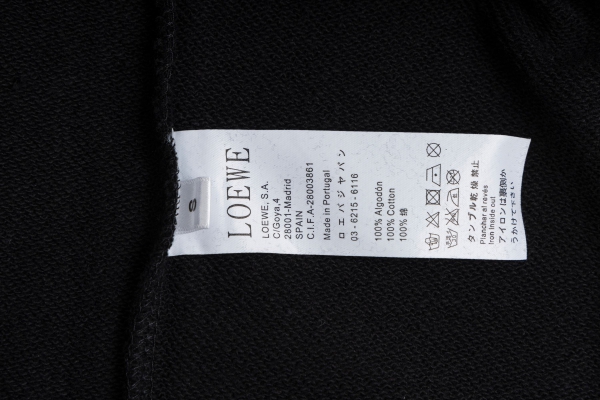 S
LOEWE
LOEWE, S.A.
C/Goya,4
28001-Madrid
SPAIN
C.I.F.A-28003861
Made in Portugal
ロエバジャパン
03-6215-6116
100% Algodón
100% Cotton
100% 绵
タンブル乾燥禁止
Planchar al revés
Iron Inside out
アイロンは裏側か
らかけて下さい